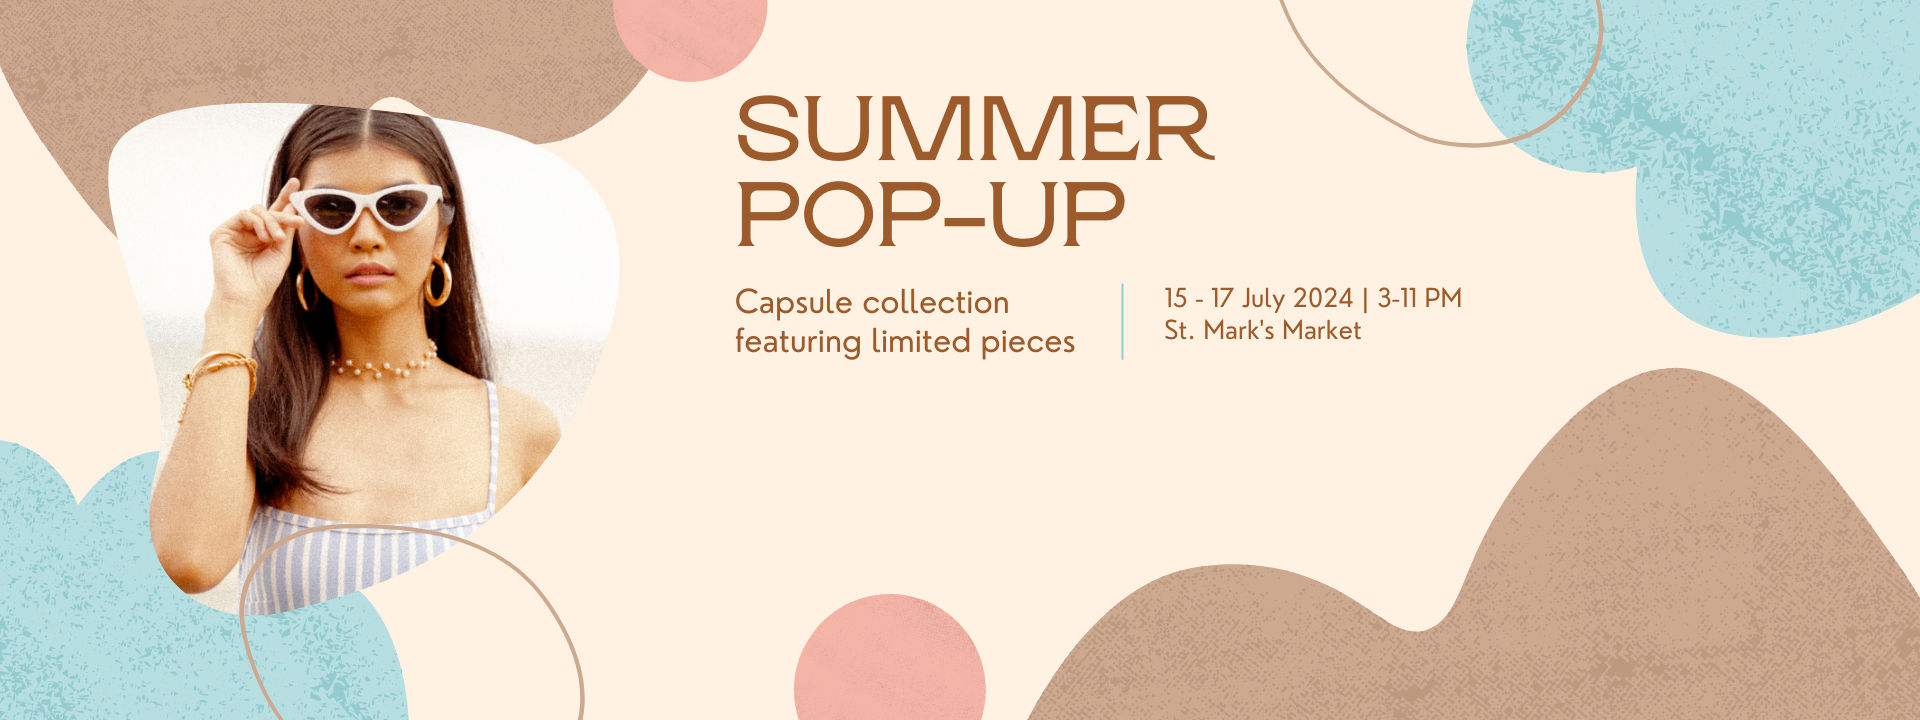 SUMMER
POP-UP
Capsule collection
featuring limited pieces
15 - 17 July 2024 | 3-11 PM
St. Mark's Market